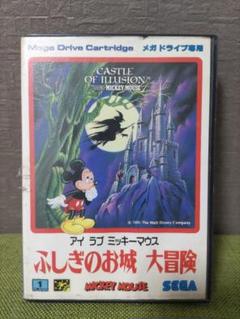 Mega Drive Cartridge メガドライブ専用
CASTLE
OF ILLUSION
STARRING MICKEY MOUSE
© 1990 The Walt Disney Company
アイ ラブ ミッキーマウス
ふしぎのお城 大冒険
MICKEY MOUSE
SEGA